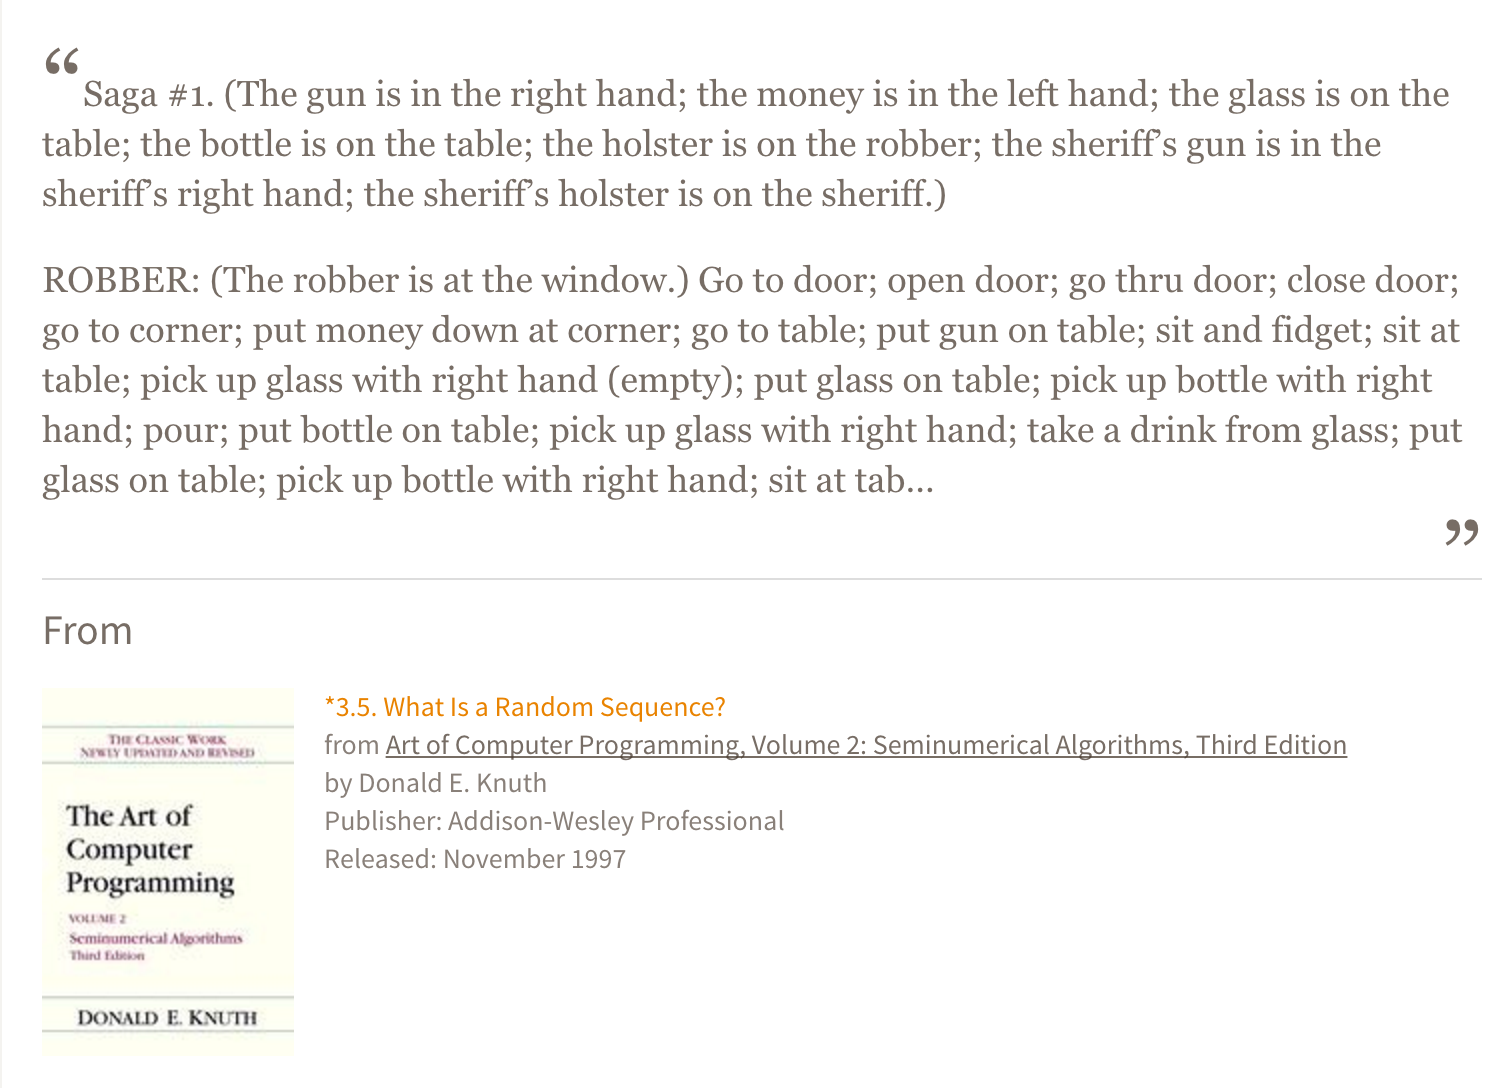 “
Saga #1. (The gun is in the right hand; the money is in the left hand; the glass is on the
table; the bottle is on the table; the holster is on the robber; the sheriff’s gun is in the
sheriff’s right hand; the sheriff’s holster is on the sheriff.)
ROBBER: (The robber is at the window.) Go to door; open door; go thru door; close door;
go to corner; put money down at corner; go to table; put gun on table; sit and fidget; sit at
table; pick up glass with right hand (empty); put glass on table; pick up bottle with right
hand; pour; put bottle on table; pick up glass with right hand; take a drink from glass; put
glass on table; pick up bottle with right hand; sit at tab...
”
From
*3.5. What Is a Random Sequence?
from Art of Computer Programming, Volume 2: Seminumerical Algorithms, Third Edition
by Donald E. Knuth
Publisher: Addison-Wesley Professional
Released: November 1997
THE CLASSIC WORK
NEWLY UPDATED AND REVISED
The Art of
Computer
Programming
VOLUME 2
Seminumerical Algorithms
Third Edition
DONALD E. KNUTH